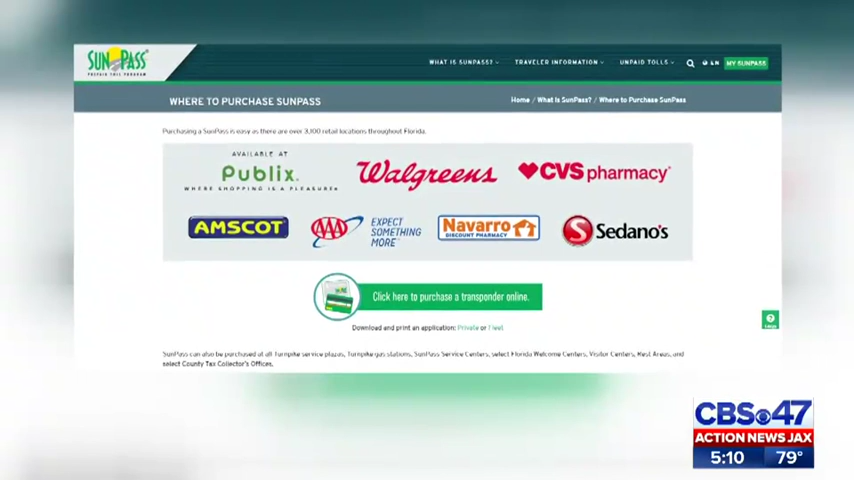 SUNPASS
PREPAID TOLL PROGRAM
WHAT IS SUNPASS? TRAVELER INFORMATION UNPAID TOLLS EN MY SUNPASS
WHERE TO PURCHASE SUNPASS
Home / What Is SunPass? / Where to Purchase SunPass
Purchasing a SunPass is easy as there are over 3,100 retail locations throughout Florida.
AVAILABLE AT
Publix.
WHERE SHOPPING IS A PLEASURE
Walgreens
CVS pharmacy
AMSCOT
AAA
EXPECT
SOMETHING
MORE™
Navarro
DISCOUNT PHARMACY
S Sedano's
Click here to purchase a transponder online.
Download and print an application: Private or Fleet
SunPass can also be purchased at all Turnpike service plazas, Turnpike gas stations, SunPass Service Centers, select Florida Welcome Centers, Visitor Centers, Rest Areas, and
select County Tax Collector's Offices.
CBS 47
ACTION NEWS JAX
5:10 79°